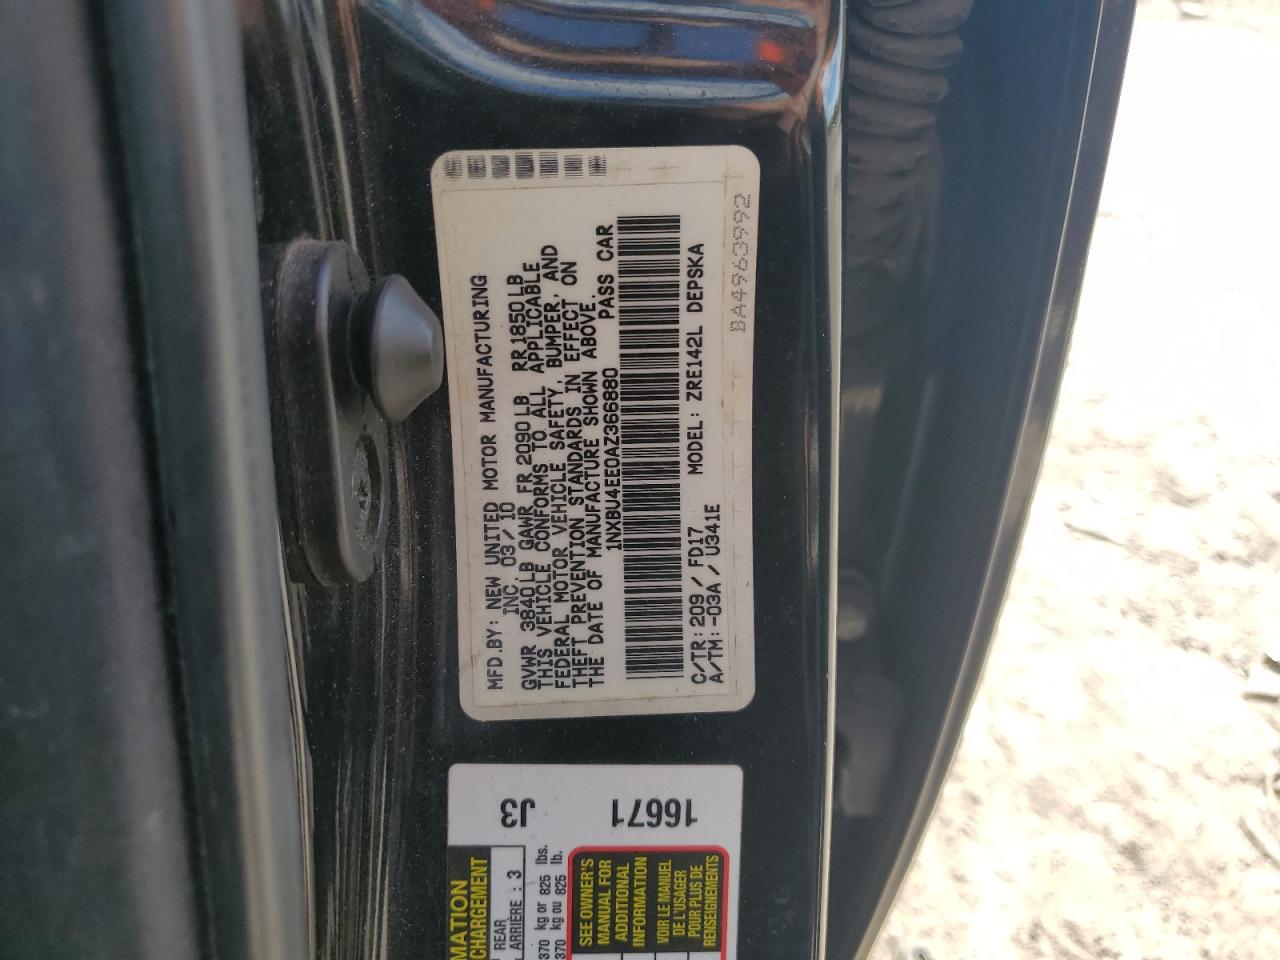 MFD.BY: NEW UNITED MOTOR MANUFACTURING
INC. 03/10
GVWR 3840LB GAWR FR 2090LB RR1850LB
THIS VEHICLE CONFORMS TO ALL APPLICABLE
FEDERAL MOTOR VEHICLE SAFETY, BUMPER, AND
THEFT PREVENTION STANDARDS IN EFFECT ON
THE DATE OF MANUFACTURE SHOWN ABOVE.
1NXBU4EE0AZ366880 PASS CAR
C/TR: 209 / FD17 MODEL: ZRE142L DEPSKA
A/TM: -03A / U341E
BA4963992
J3
16671
MATION
CHARGEMENT
REAR
ARRIÈRE : 3
370 kg or 825 lbs.
370 kg ou 825 lb.
SEE OWNER'S
MANUAL FOR
ADDITIONAL
INFORMATION
VOIR LE MANUEL
DE L'USAGER
POUR PLUS DE
RENSEIGNEMENTS